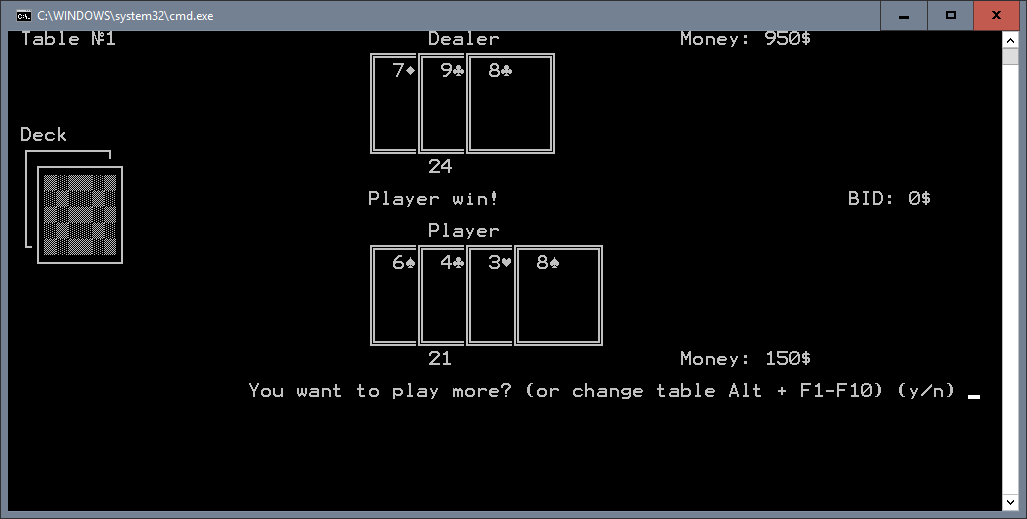 C:\WINDOWS\system32\cmd.exe
Table №1 Dealer Money: 950$
7♦ 9♣ 8♣
Deck
24
Player win! BID: 0$
Player
6♠ 4♣ 3♥ 8♠
21 Money: 150$
You want to play more? (or change table Alt + F1-F10) (y/n)